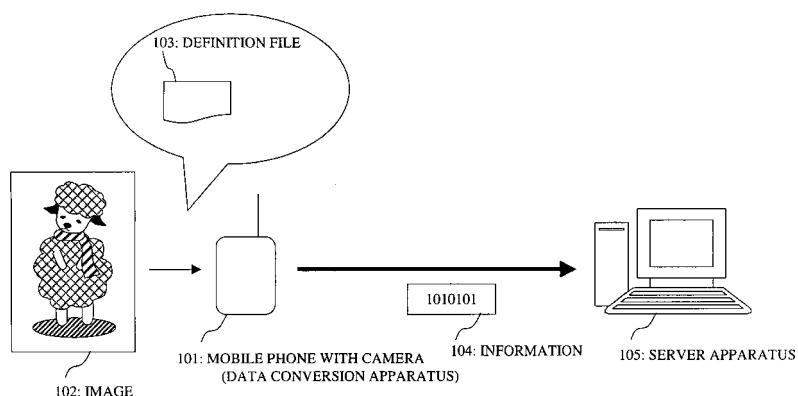 103: DEFINITION FILE
1010101
101: MOBILE PHONE WITH CAMERA
(DATA CONVERSION APPARATUS)
104: INFORMATION
105: SERVER APPARATUS
102: IMAGE